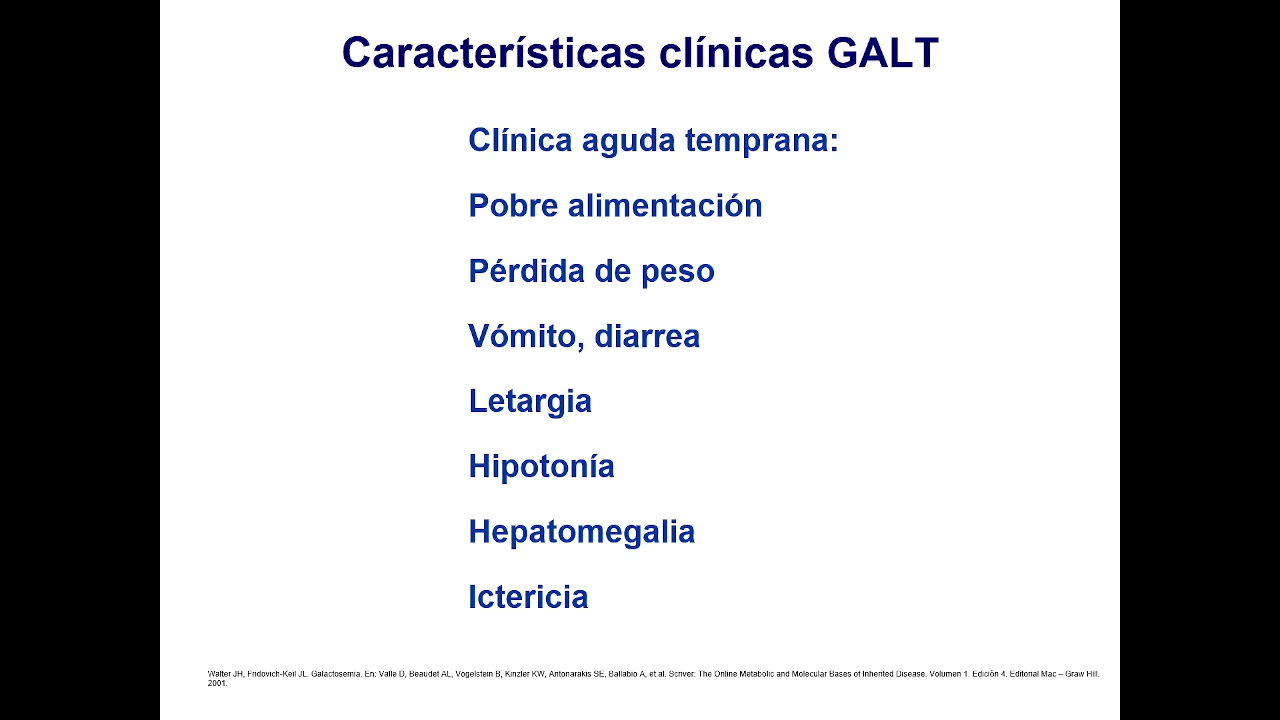 Características clínicas GALT
Clínica aguda temprana:
Pobre alimentación
Pérdida de peso
Vómito, diarrea
Letargia
Hipotonía
Hepatomegalia
Ictericia
Walter JH, Fridovich-Keil JL. Galactosemia. En: Valle D, Beaudet AL, Vogelstein B, Kinzler KW, Antonarakis SE, Ballabio A, et.al. Scriver: The Online Metabolic and Molecular Bases of Inherited Disease. Volumen 1. Edición 4. Editorial Mac – Graw Hill.
2001.